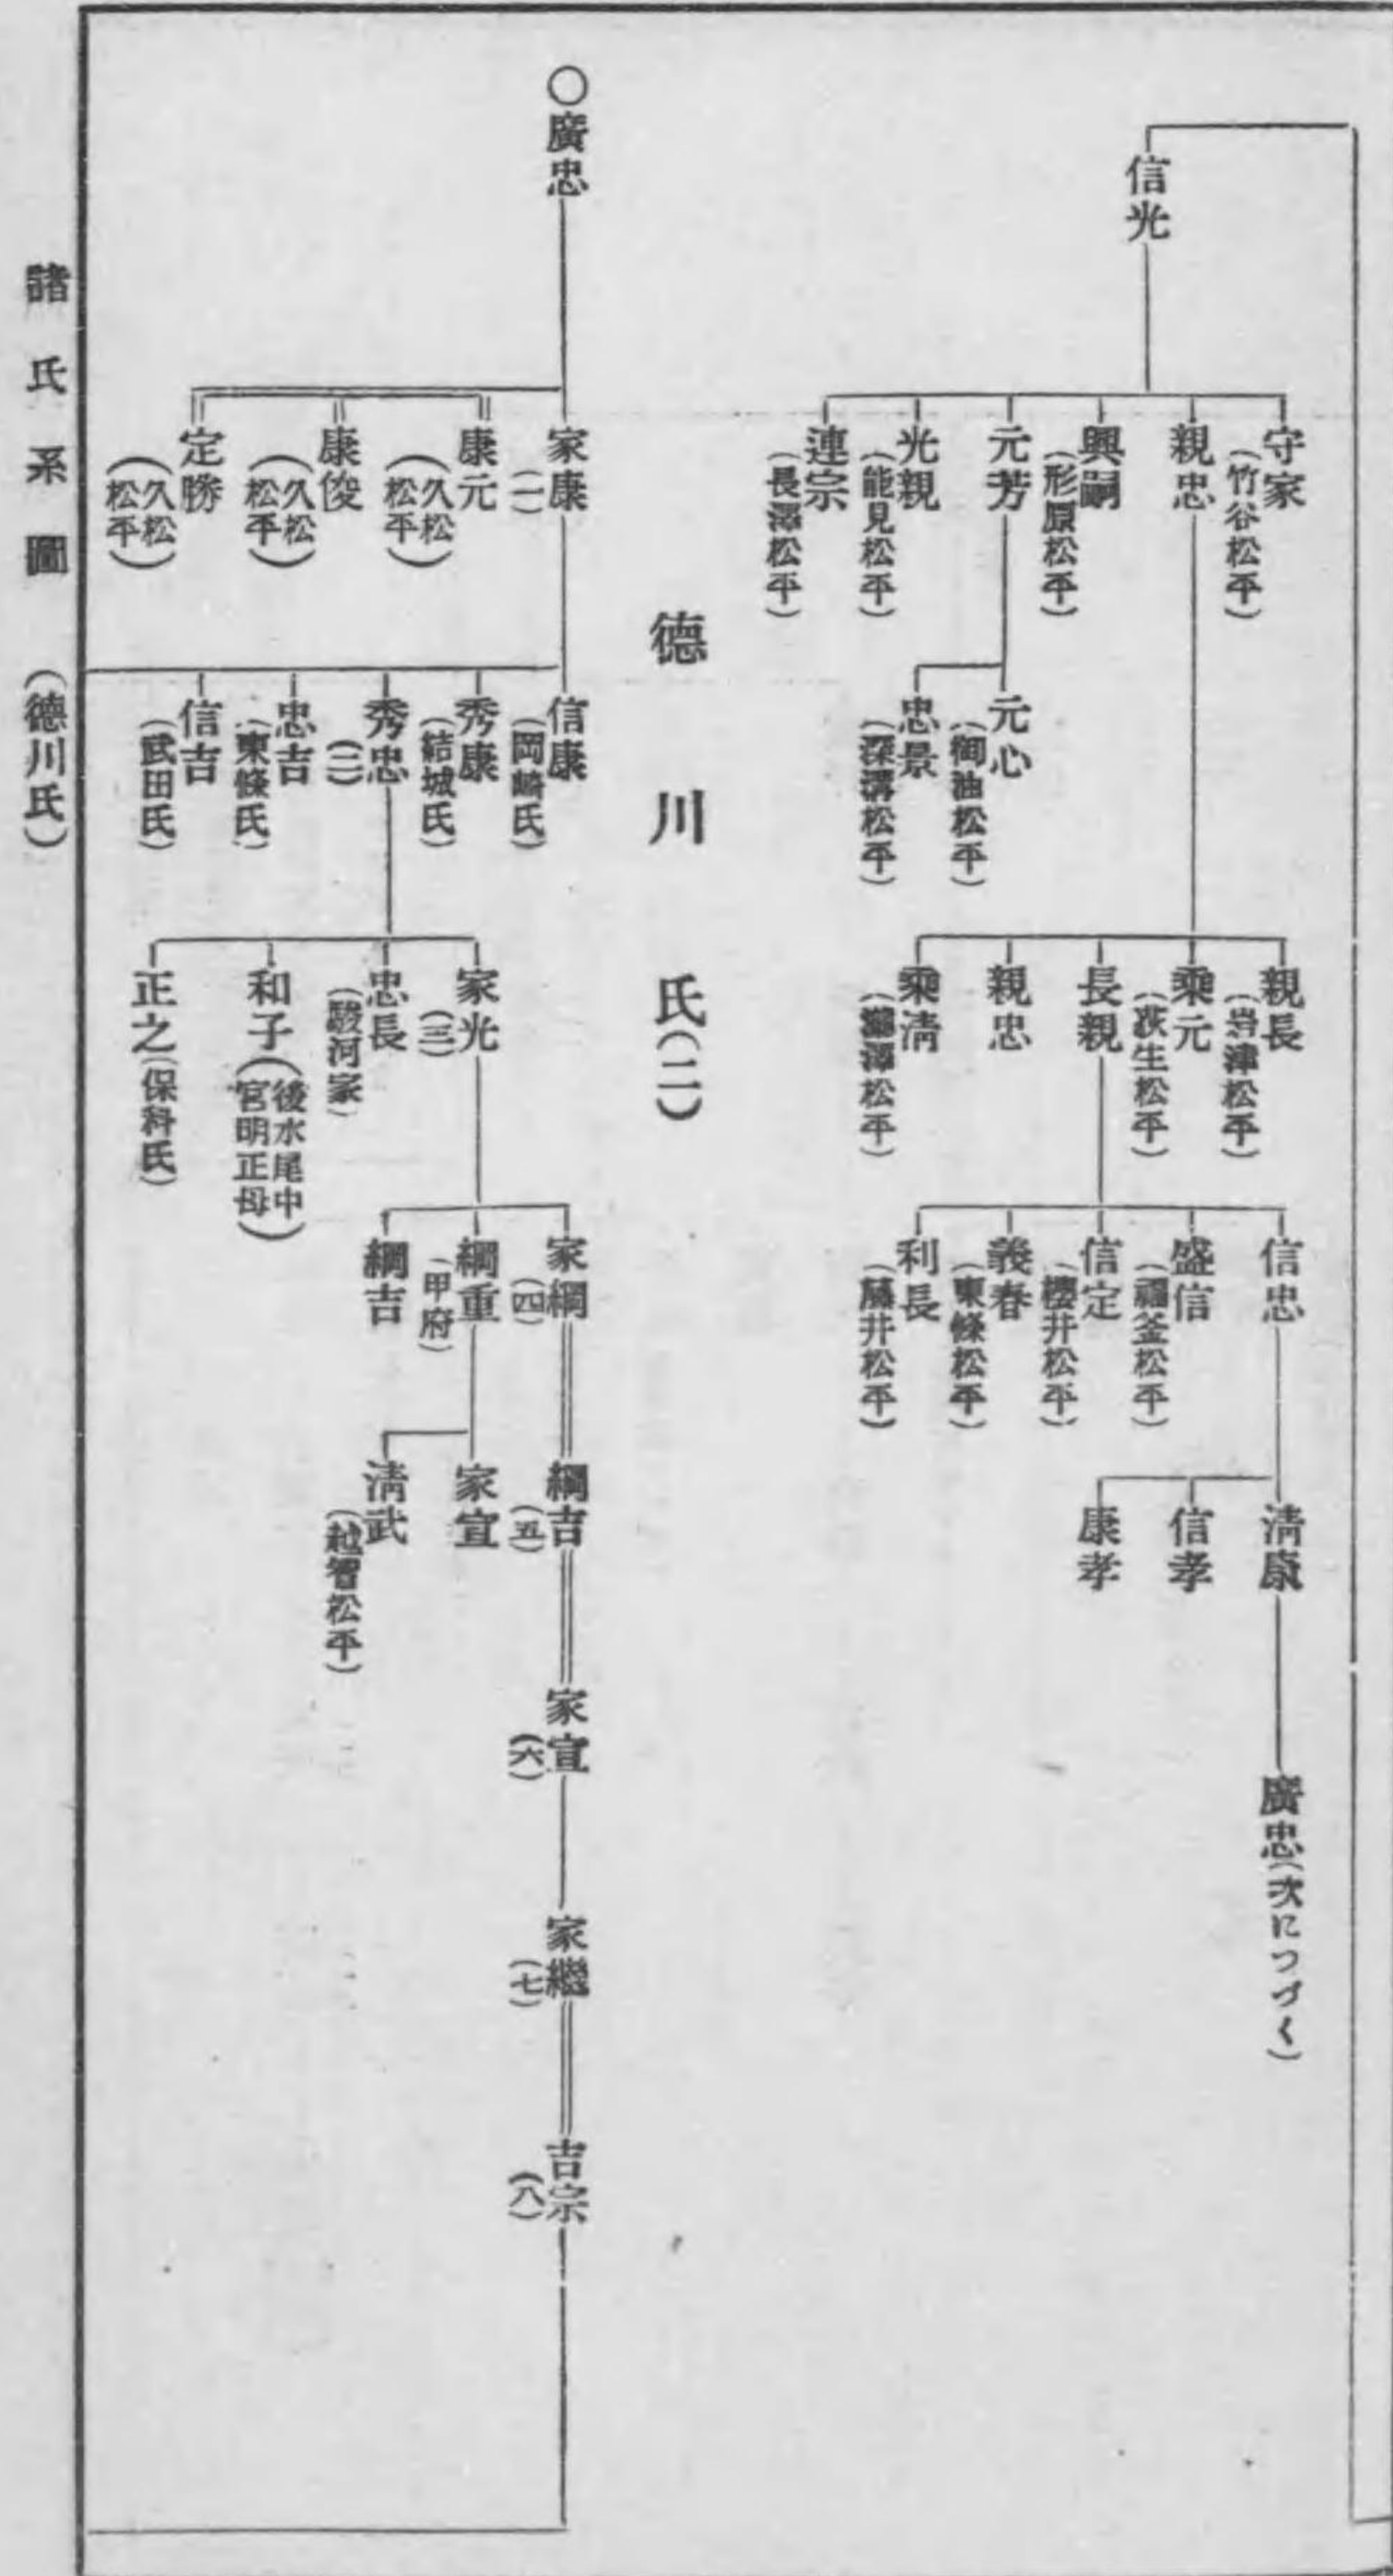 信光
守家
(竹谷松平)
親忠
興嗣
(形原松平)
元芳
光親
(能見松平)
連宗
(長澤松平)
元心
(御油松平)
忠景
(深溝松平)
親長
(岩津松平)
乘元
(荻生松平)
長親
親忠
乘淸
(瀧澤松平)
信忠
盛信
(福釜松平)
信定
(櫻井松平)
義春
(東條松平)
利長
(藤井松平)
淸康
信孝
康孝
廣忠(次につづく)
德川氏(二)
〇廣忠
家康
(一)
康元
(久松
松平)
康俊
(久松
松平)
定勝
(久松
松平)
信康
(岡崎氏)
秀康
(結城氏)
秀忠
(二)
忠吉
(東條氏)
信吉
(武田氏)
家光
(三)
忠長
(駿河家)
和子(後水尾中
宮明正母)
正之(保科氏)
家綱
(四)
綱重
(甲府)
綱吉
綱吉
(五)
家宣
淸武
(越智松平)
家宣
(六)
家繼
(七)
吉宗
(八)
諸氏系圖 (德川氏)